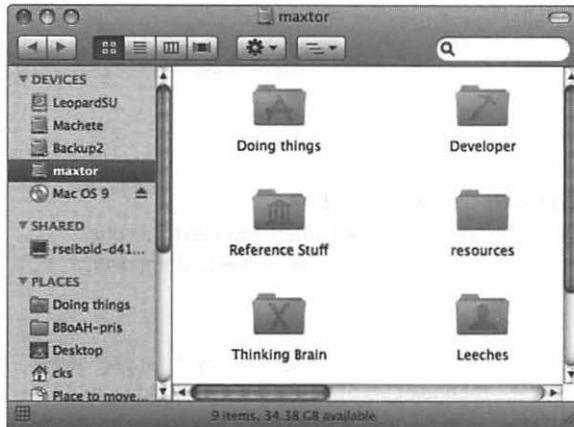 maxtor
DEVICES
LeopardSU
Machete
Backup2
maxtor
Mac OS 9
SHARED
rseibold-d41...
PLACES
Doing things
BBoAH-pris
Desktop
cks
Place to move...
Doing things
Developer
Reference Stuff
resources
Thinking Brain
Leeches
9 items, 34.38 GB available